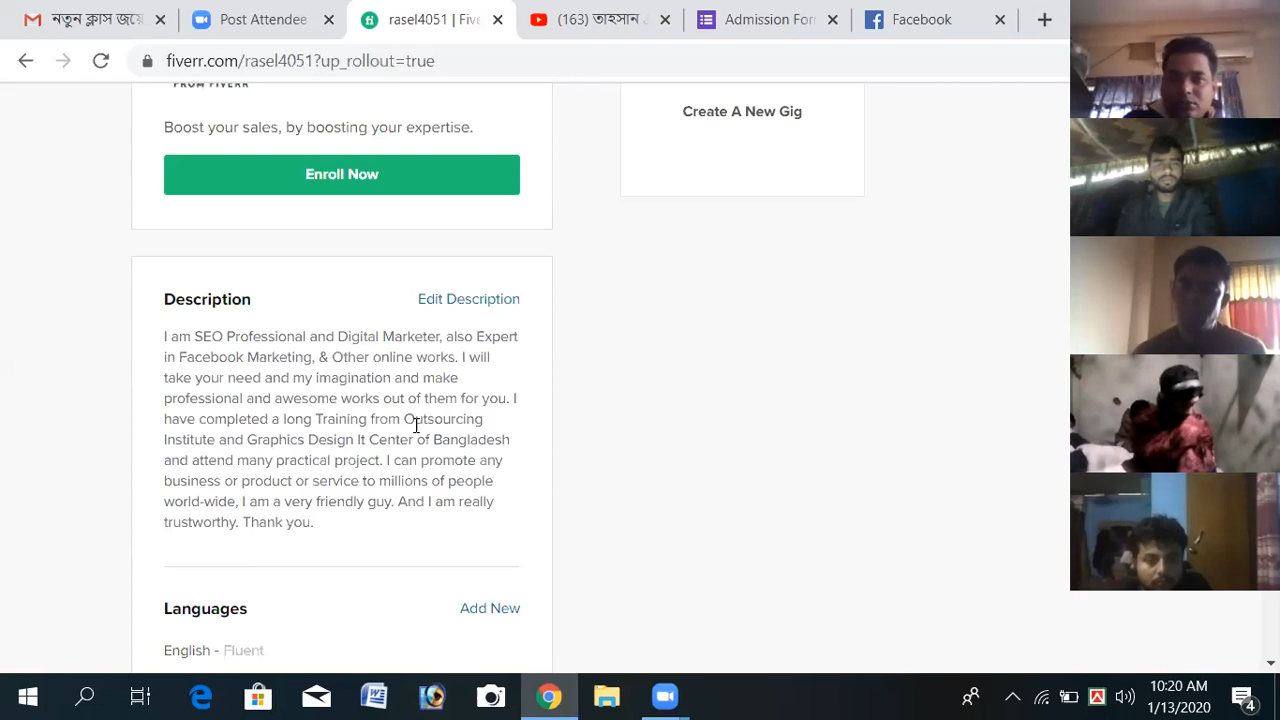 নতুন ক্লাস জয়ে
Post Attendee
rasel4051 | Five
(163) তাহসান
Admission For
Facebook
fiverr.com/rasel4051?up_rollout=true
FROM FIVERR
Boost your sales, by boosting your expertise.
Enroll Now
Create A New Gig
Description
Edit Description
I am SEO Professional and Digital Marketer, also Expert
in Facebook Marketing, & Other online works. I will
take your need and my imagination and make
professional and awesome works out of them for you. I
have completed a long Training from Outsourcing
Institute and Graphics Design It Center of Bangladesh
and attend many practical project. I can promote any
business or product or service to millions of people
world-wide, I am a very friendly guy. And I am really
trustworthy. Thank you.
Languages
Add New
English - Fluent
10:20 AM
1/13/2020
4